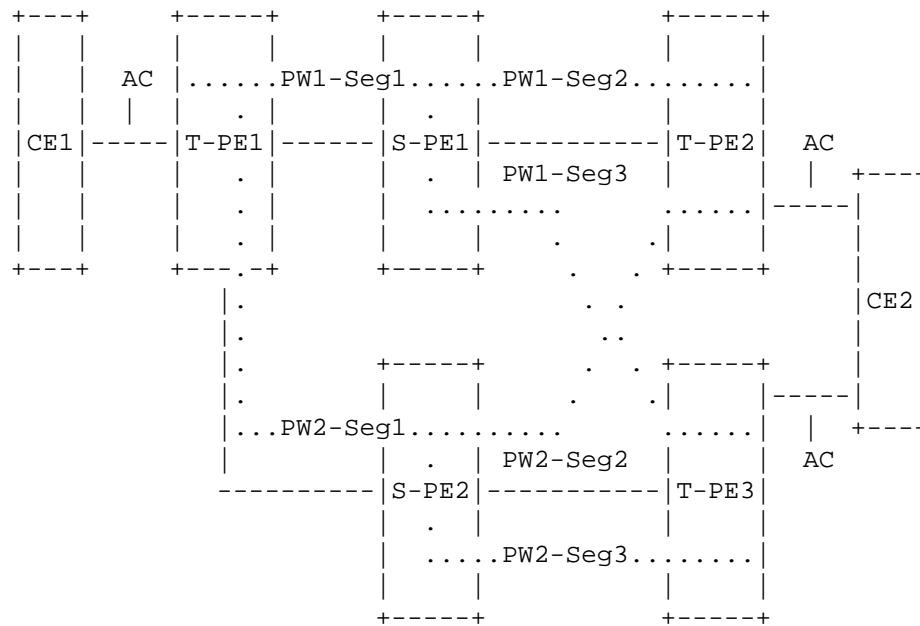 AC PW1-Seg1 PW1-Seg2
CE1 T-PE1 S-PE1 T-PE2 AC
PW1-Seg3
CE2
PW2-Seg1
PW2-Seg2 AC
S-PE2 T-PE3
PW2-Seg3